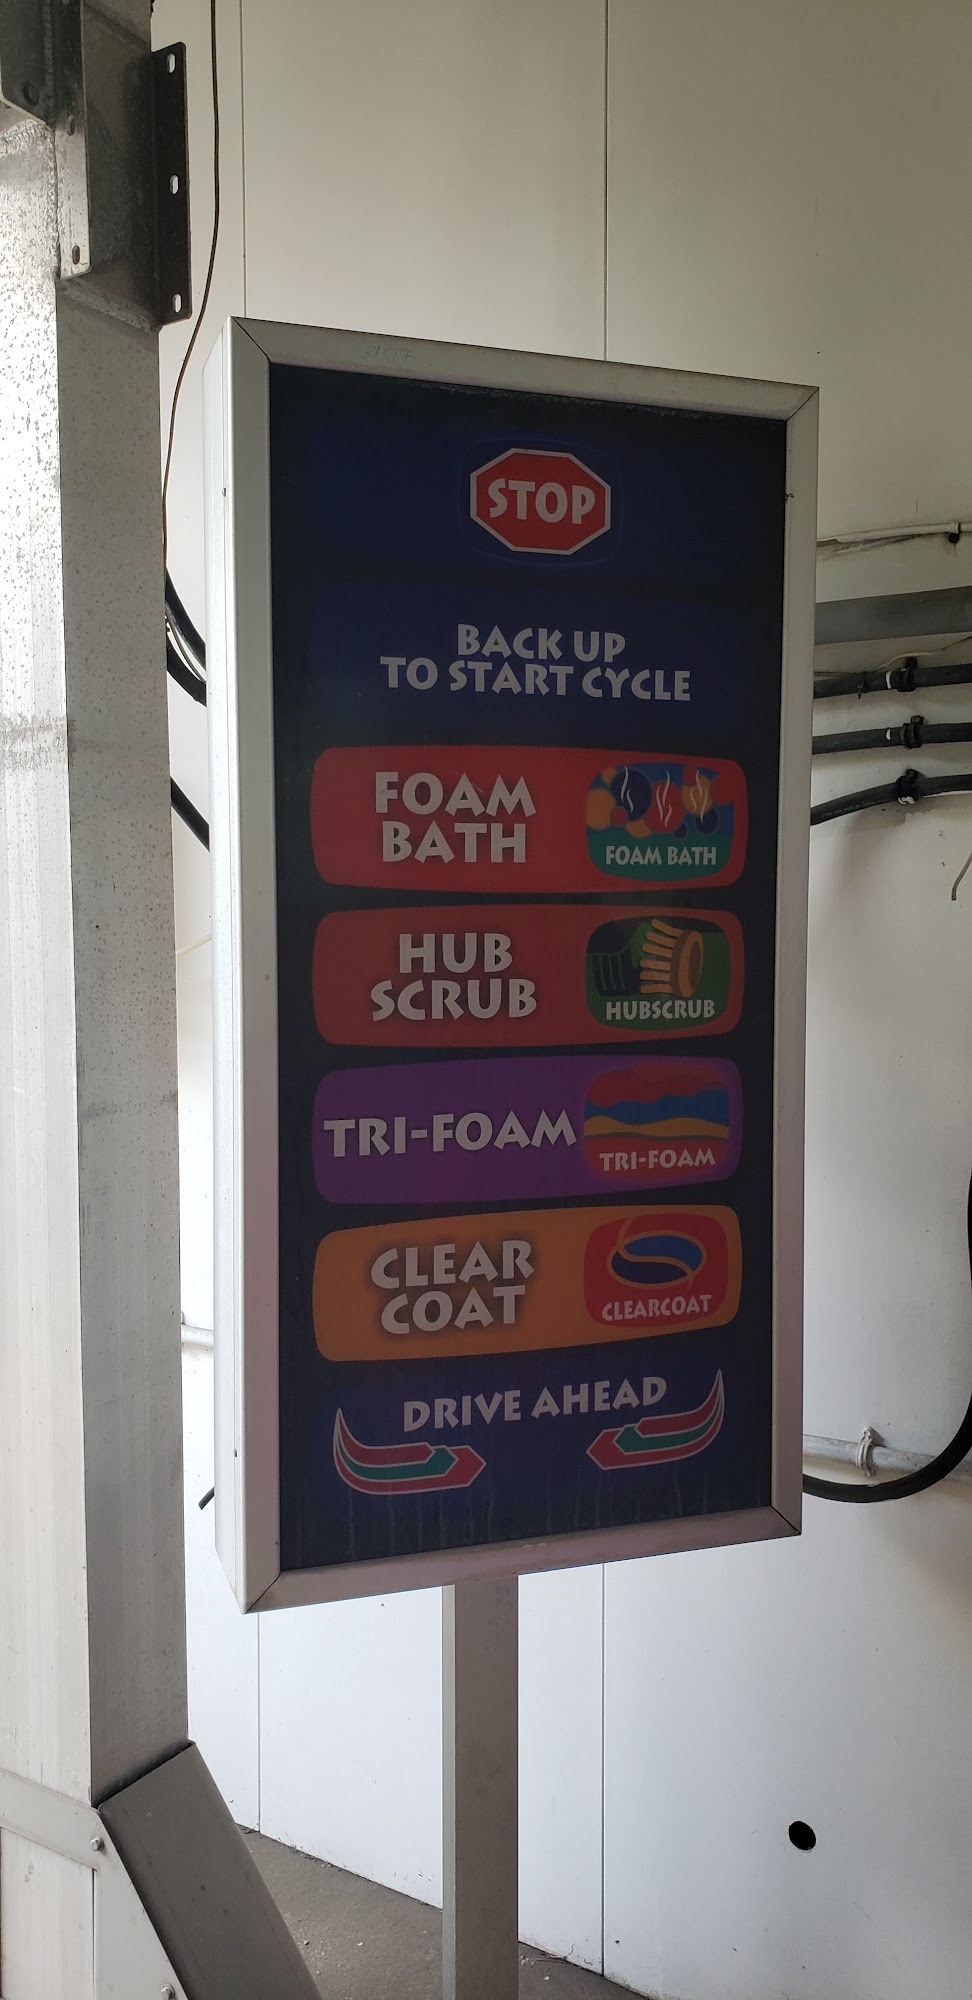 STOP
BACK UP
TO START CYCLE
FOAM
BATH
FOAM BATH
HUB
SCRUB
HUBSCRUB
TRI-FOAM
TRI-FOAM
CLEAR
COAT
CLEARCOAT
DRIVE AHEAD